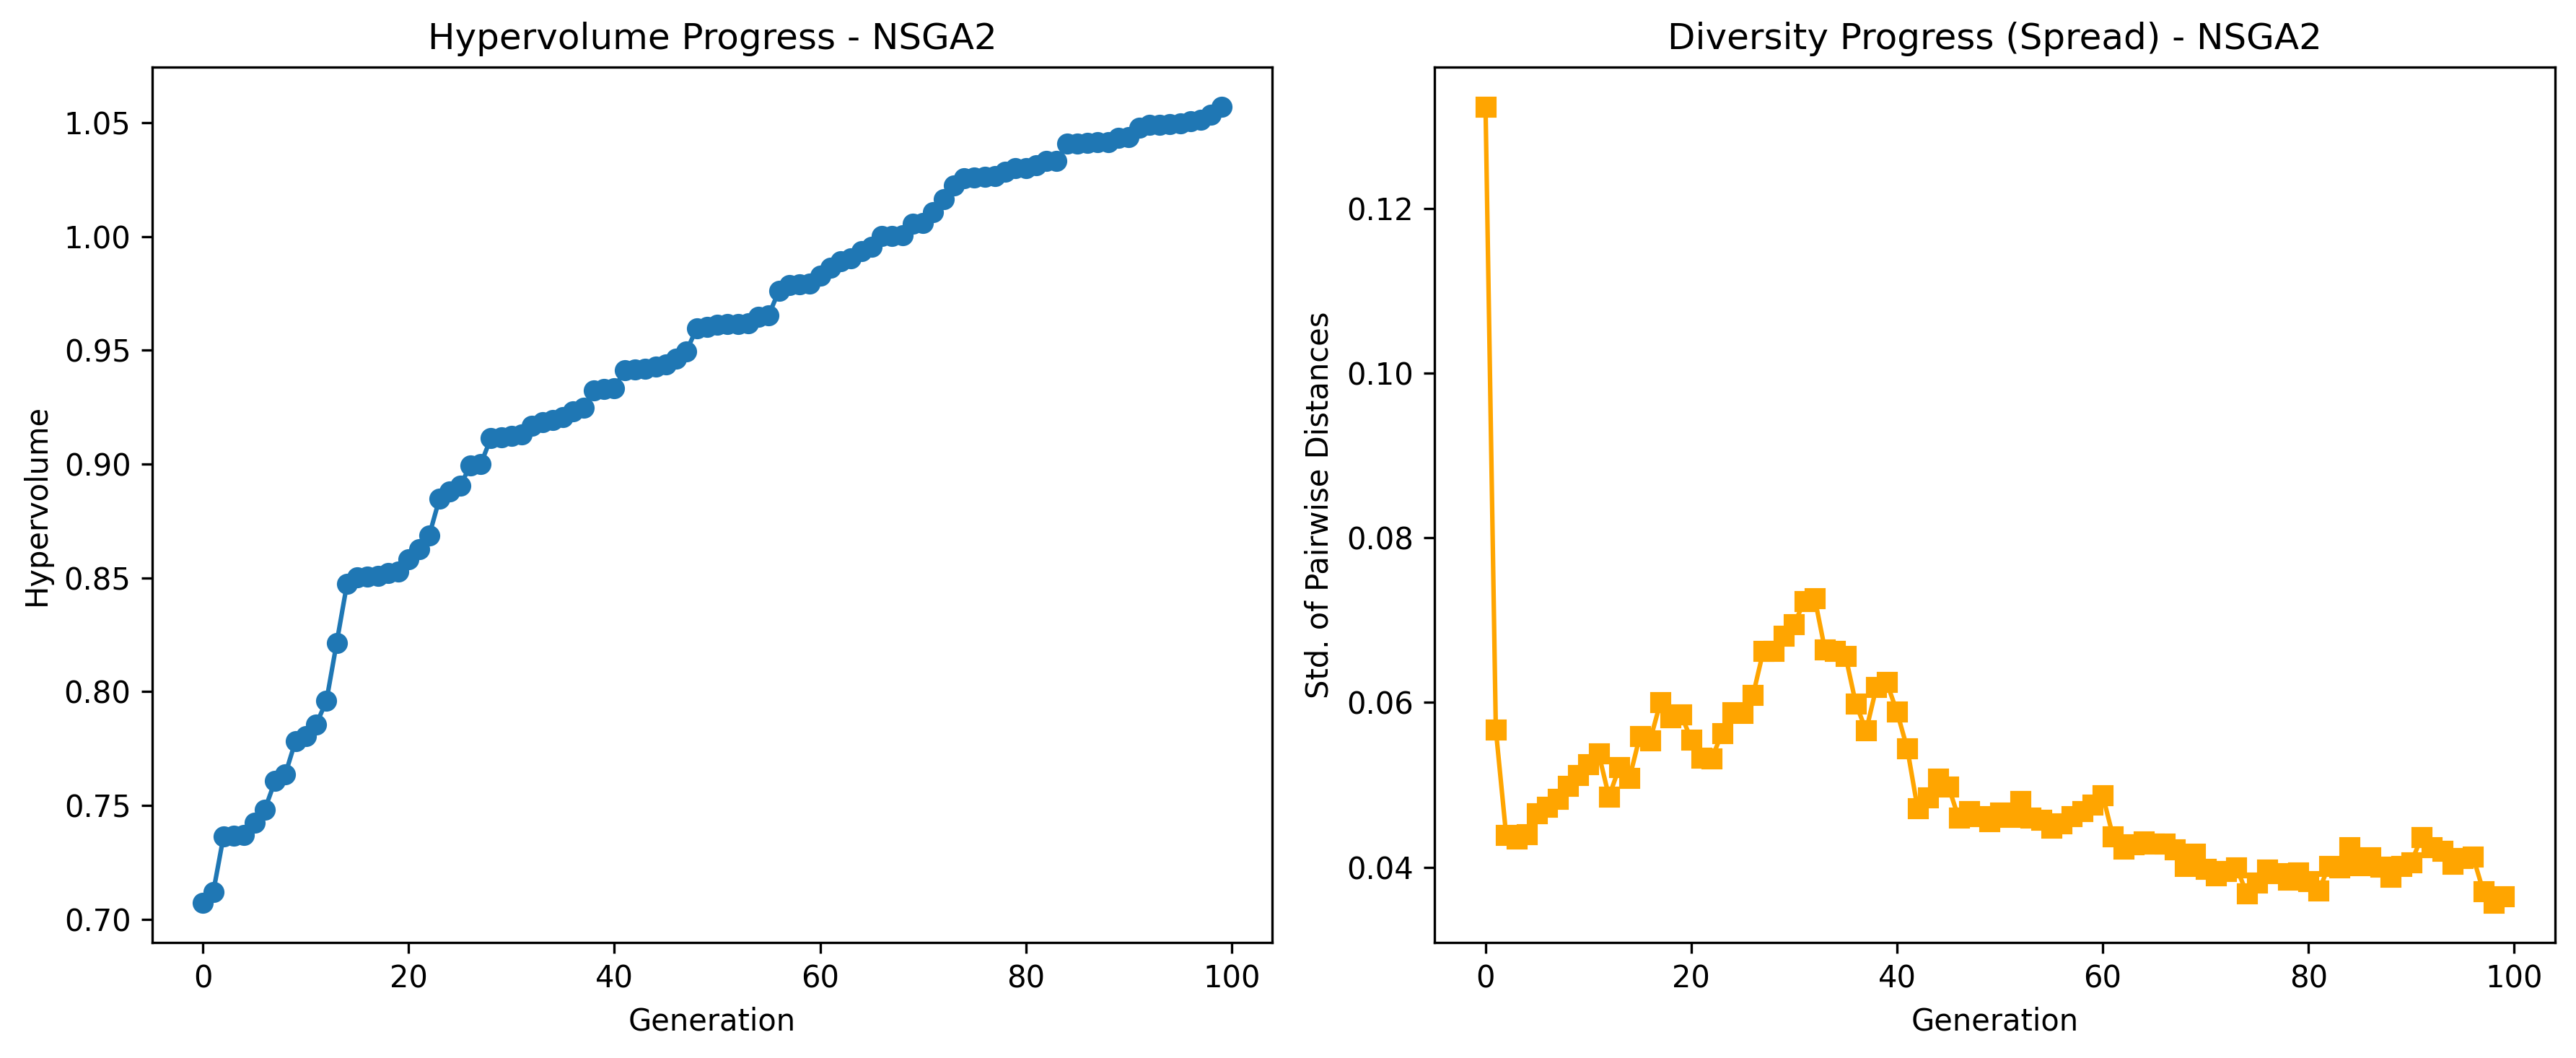 Hypervolume Progress - NSGA2
Hypervolume
1.05
1.00
0.95
0.90
0.85
0.80
0.75
0.70
0 20 40 60 80 100
Generation
Diversity Progress (Spread) - NSGA2
Std. of Pairwise Distances
0.12
0.10
0.08
0.06
0.04
0 20 40 60 80 100
Generation